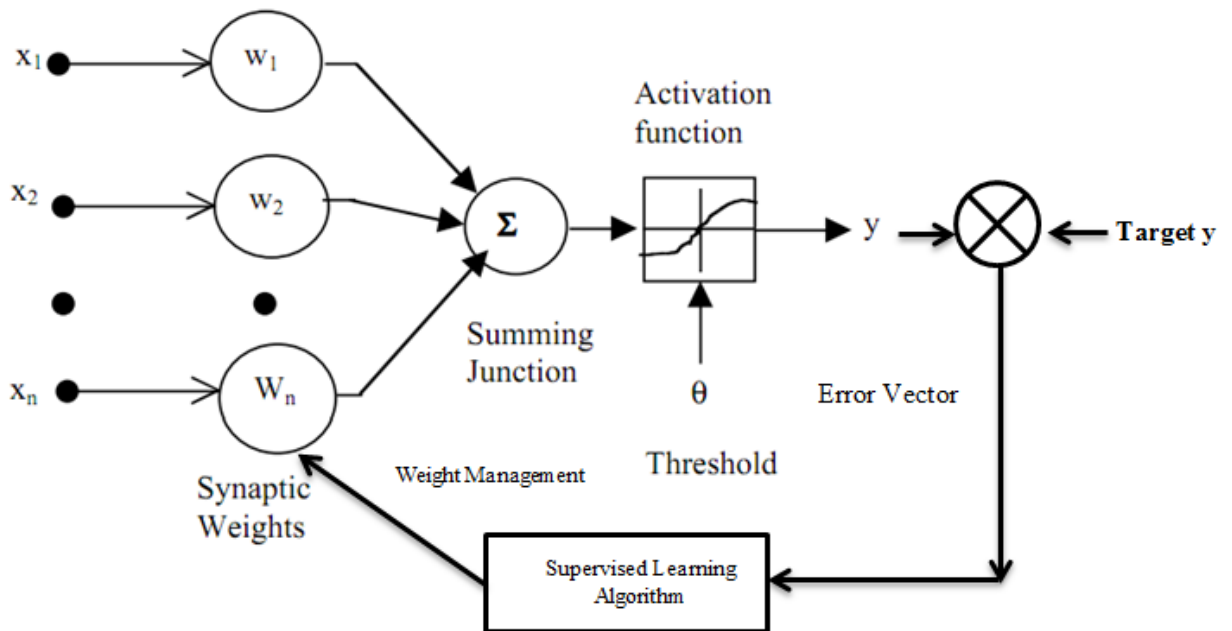 x1
w1
x2
w2
xn
Wn
Synaptic
Weights
Σ
Summing
Junction
Activation
function
θ
Threshold
y
Target y
Error Vector
Weight Management
Supervised Learning
Algorithm